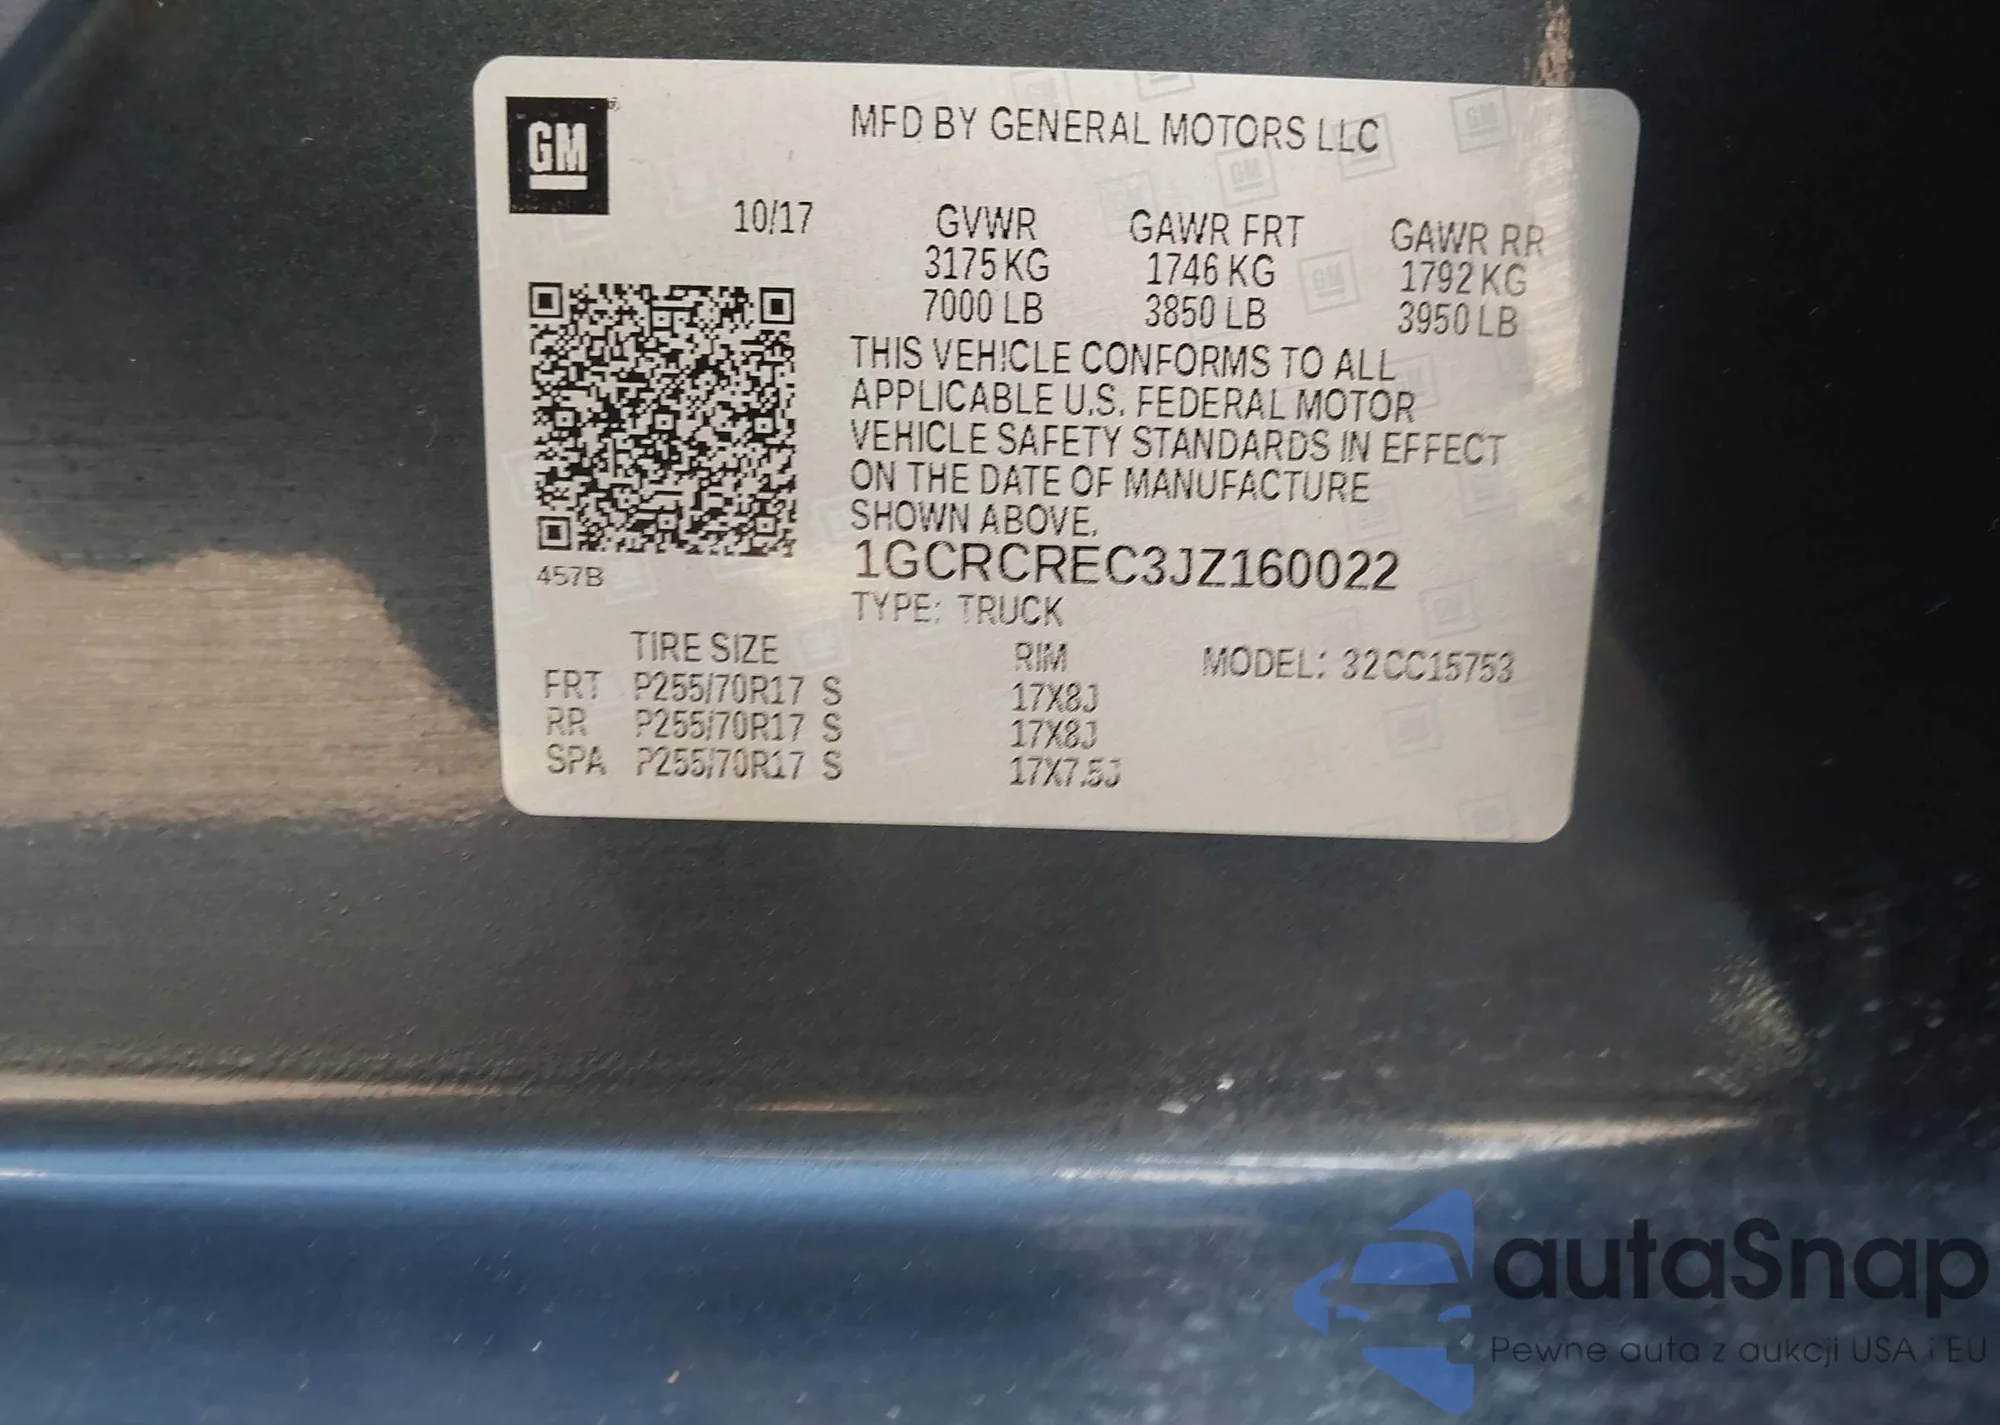 GM
MFD BY GENERAL MOTORS LLC
10/17 GVWR GAWR FRT GAWR RR
3175 KG 1746 KG 1792 KG
7000 LB 3850 LB 3950 LB
THIS VEHICLE CONFORMS TO ALL
APPLICABLE U.S. FEDERAL MOTOR
VEHICLE SAFETY STANDARDS IN EFFECT
ON THE DATE OF MANUFACTURE
SHOWN ABOVE.
457B
1GCRCREC3JZ160022
TYPE: TRUCK
TIRE SIZE RIM MODEL: 32CC15753
FRT P255/70R17 S 17X8J
RR P255/70R17 S 17X8J
SPA P255/70R17 S 17X7.5J
autaSnap
Pewne auta z aukcji USA i EU